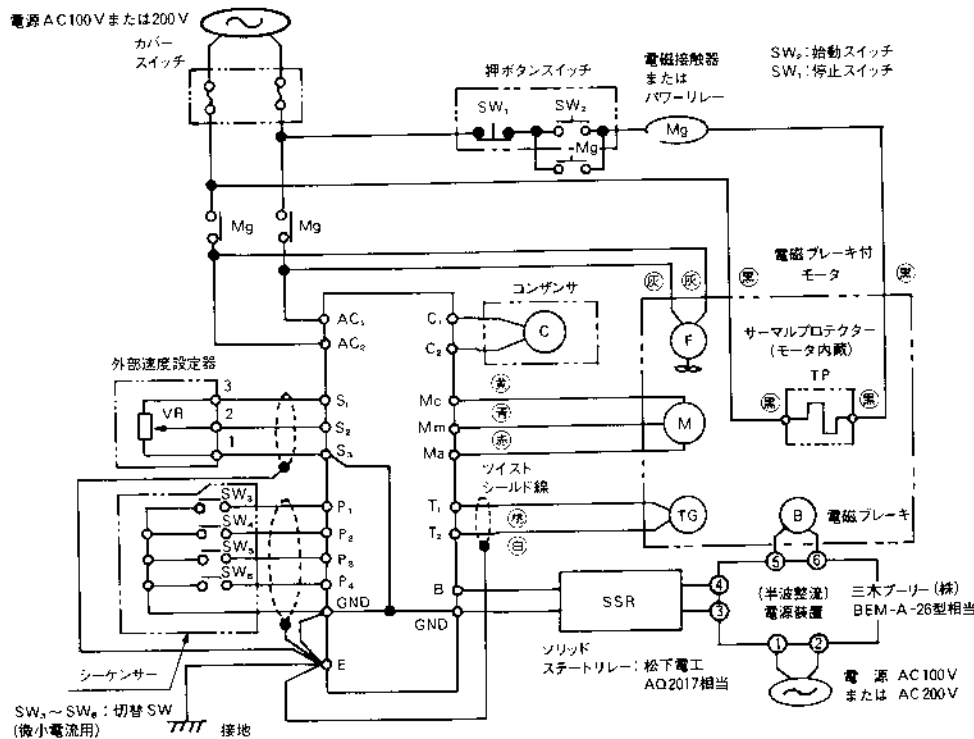 電源AC100Vまたは200V
カバー
スイッチ
押ボタンスイッチ
SW₁
SW₂
Mg
電磁接触器
または
パワーリレー
Mg
SW₂:始動スイッチ
SW₁:停止スイッチ
Mg
Mg
灰
灰
黒
電磁ブレーキ付
モータ
黒
コンザンサ
C
AC₁
AC₂
C₁
C₂
F
サーマルプロテクター
(モータ内蔵)
TP
黒
黒
外部速度設定器
VR
3
2
1
S₁
S₂
S₃
黄
青
赤
Mc
Mm
Ma
M
ツイスト
シールド線
SW₃
SW₄
SW₅
SW₆
P₁
P₂
P₃
P₄
GND
E
T₁
T₂
桃
白
TG
B
電磁ブレーキ
B
GND
SSR
5
6
4
3
1
2
(半波整流)
電源装置
三木プーリー(株)
BEM-A-26型相当
シーケンサー
ソリッド
ステートリレー:松下電工
AQ2017相当
電源 AC100V
または AC200V
SW₃~SW₆:切替SW
(微小電流用)
接地